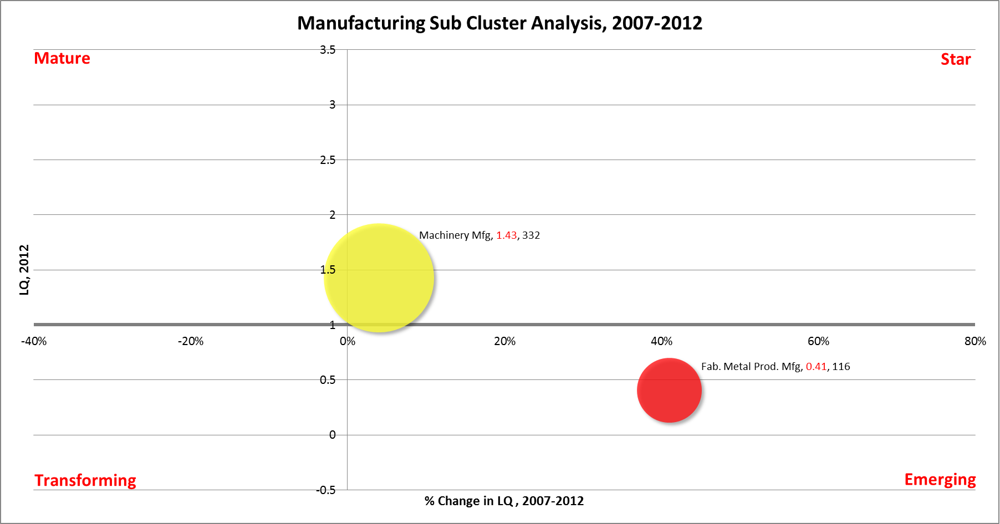 Manufacturing Sub Cluster Analysis, 2007-2012
Mature
Star
3.5
3
2.5
2
Machinery Mfg, 1.43, 332
1.5
LQ, 2012
1
-40%
-20%
0%
20%
40%
60%
80%
Fab. Metal Prod. Mfg, 0.41, 116
0.5
0
Transforming
Emerging
-0.5
% Change in LQ , 2007-2012